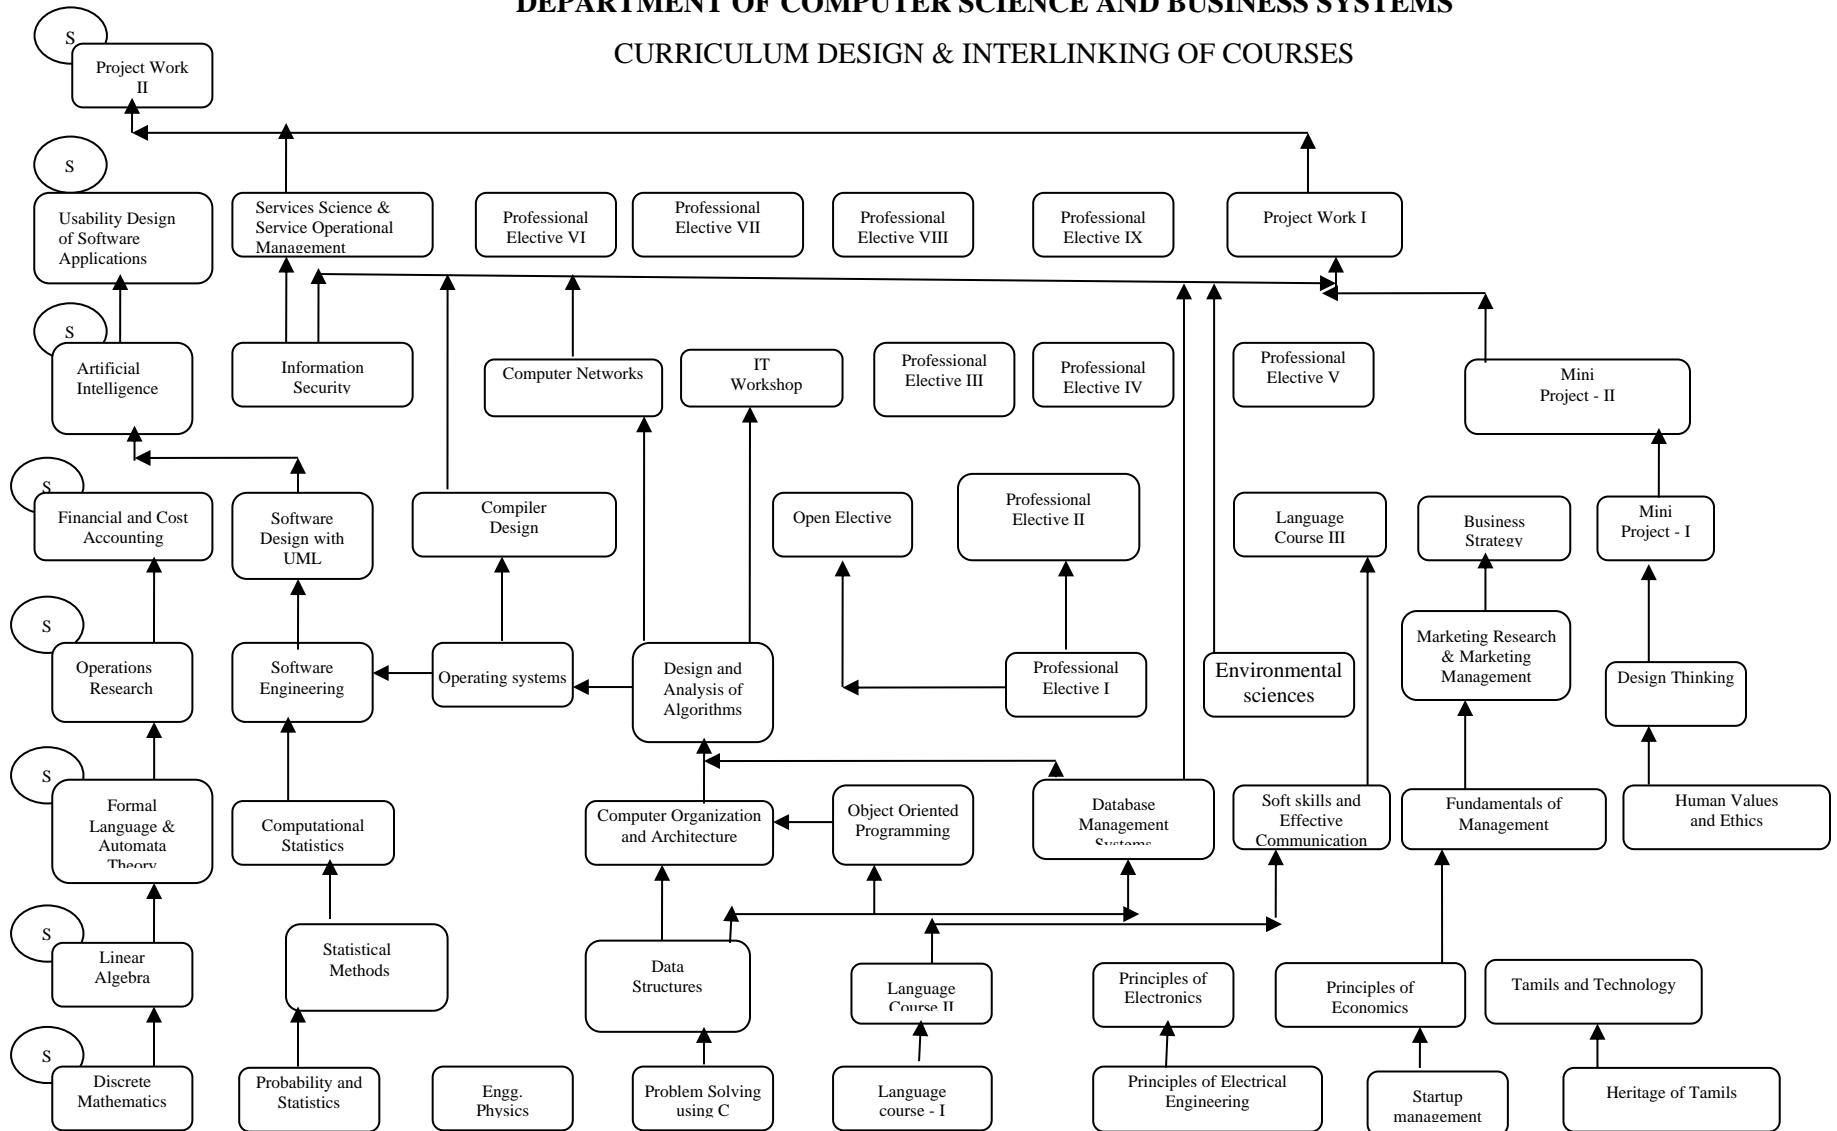 DEPARTMENT OF COMPUTER SCIENCE AND BUSINESS SYSTEMS
CURRICULUM DESIGN & INTERLINKING OF COURSES
S
Project Work
II
S
Usability Design
of Software
Applications
Services Science &
Service Operational
Management
Professional
Elective VI
Professional
Elective VII
Professional
Elective VIII
Professional
Elective IX
Project Work I
S
Artificial
Intelligence
Information
Security
Computer Networks
IT
Workshop
Professional
Elective III
Professional
Elective IV
Professional
Elective V
Mini
Project - II
S
Financial and Cost
Accounting
Software
Design with
UML
Compiler
Design
Open Elective
Professional
Elective II
Language
Course III
Business
Strategy
Mini
Project - I
S
Operations
Research
Software
Engineering
Operating systems
Design and
Analysis of
Algorithms
Professional
Elective I
Environmental
sciences
Marketing Research
& Marketing
Management
Design Thinking
S
Formal
Language &
Automata
Theory
Computational
Statistics
Computer Organization
and Architecture
Object Oriented
Programming
Database
Management
Systems
Soft skills and
Effective
Communication
Fundamentals of
Management
Human Values
and Ethics
S
Linear
Algebra
Statistical
Methods
Data
Structures
Language
Course II
Principles of
Electronics
Principles of
Economics
Tamils and Technology
S
Discrete
Mathematics
Probability and
Statistics
Engg.
Physics
Problem Solving
using C
Language
course - I
Principles of Electrical
Engineering
Startup
management
Heritage of Tamils